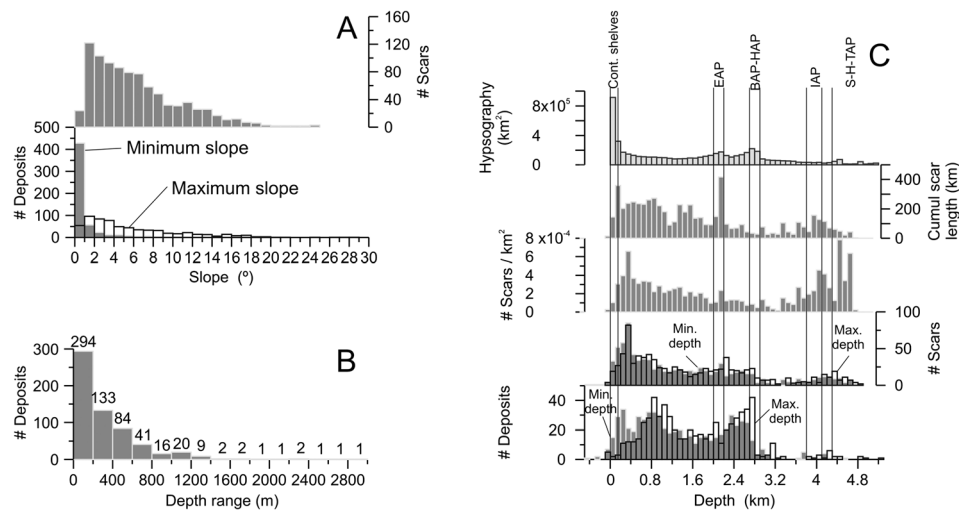 A
160
120
80
40
0
# Scars
500
400
300
200
100
0
# Deposits
Minimum slope
Maximum slope
0 2 4 6 8 10 12 14 16 18 20 22 24 26 28 30
Slope (º)
B
300
200
100
0
# Deposits
294
133
84
41
16
20
9
2
2
1
1
2
1
1
0 400 800 1200 1600 2000 2400 2800
Depth range (m)
C
Cont. shelves
EAP
BAP-HAP
IAP
S-H-TAP
Hypsography
(km²)
8x10⁵
0
400
200
0
Cumul scar
length (km)
# Scars / km²
8 x10⁻⁴
6
4
2
0
100
50
0
# Scars
Min.
depth
Max.
depth
# Deposits
40
20
0
Min.
depth
Max.
depth
0 0.8 1.6 2.4 3.2 4 4.8
Depth (km)